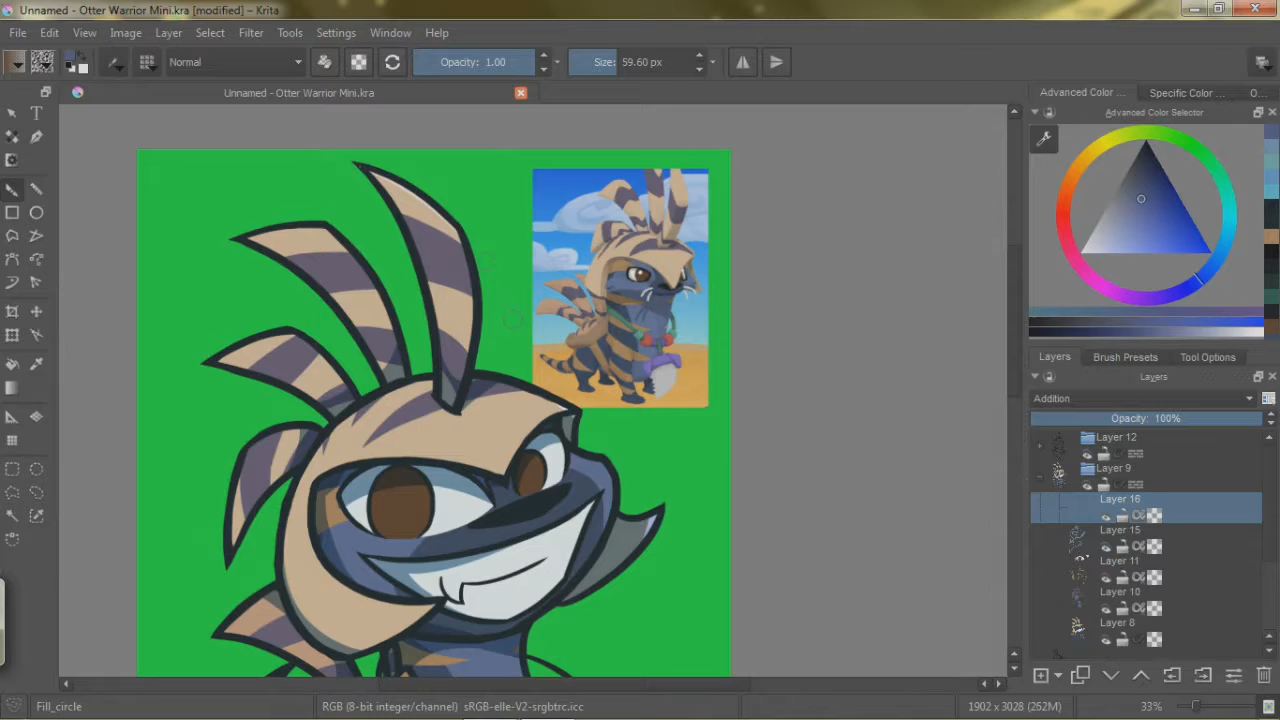 Unnamed - Otter Warrior Mini.kra [modified] – Krita
File Edit View Image Layer Select Filter Tools Settings Window Help
Normal Opacity: 1.00 Size: 59.60 px
Unnamed - Otter Warrior Mini.kra
Advanced Color ... Specific Color ... O...
Advanced Color Selector
Layers Brush Presets Tool Options
Layers
Addition
Opacity: 100%
Layer 12
Layer 9
Layer 16
Layer 15
Layer 11
Layer 10
Layer 8
Fill_circle RGB (8-bit integer/channel) sRGB-elle-V2-srgbtrc.icc 1902 x 3028 (252M) 33%